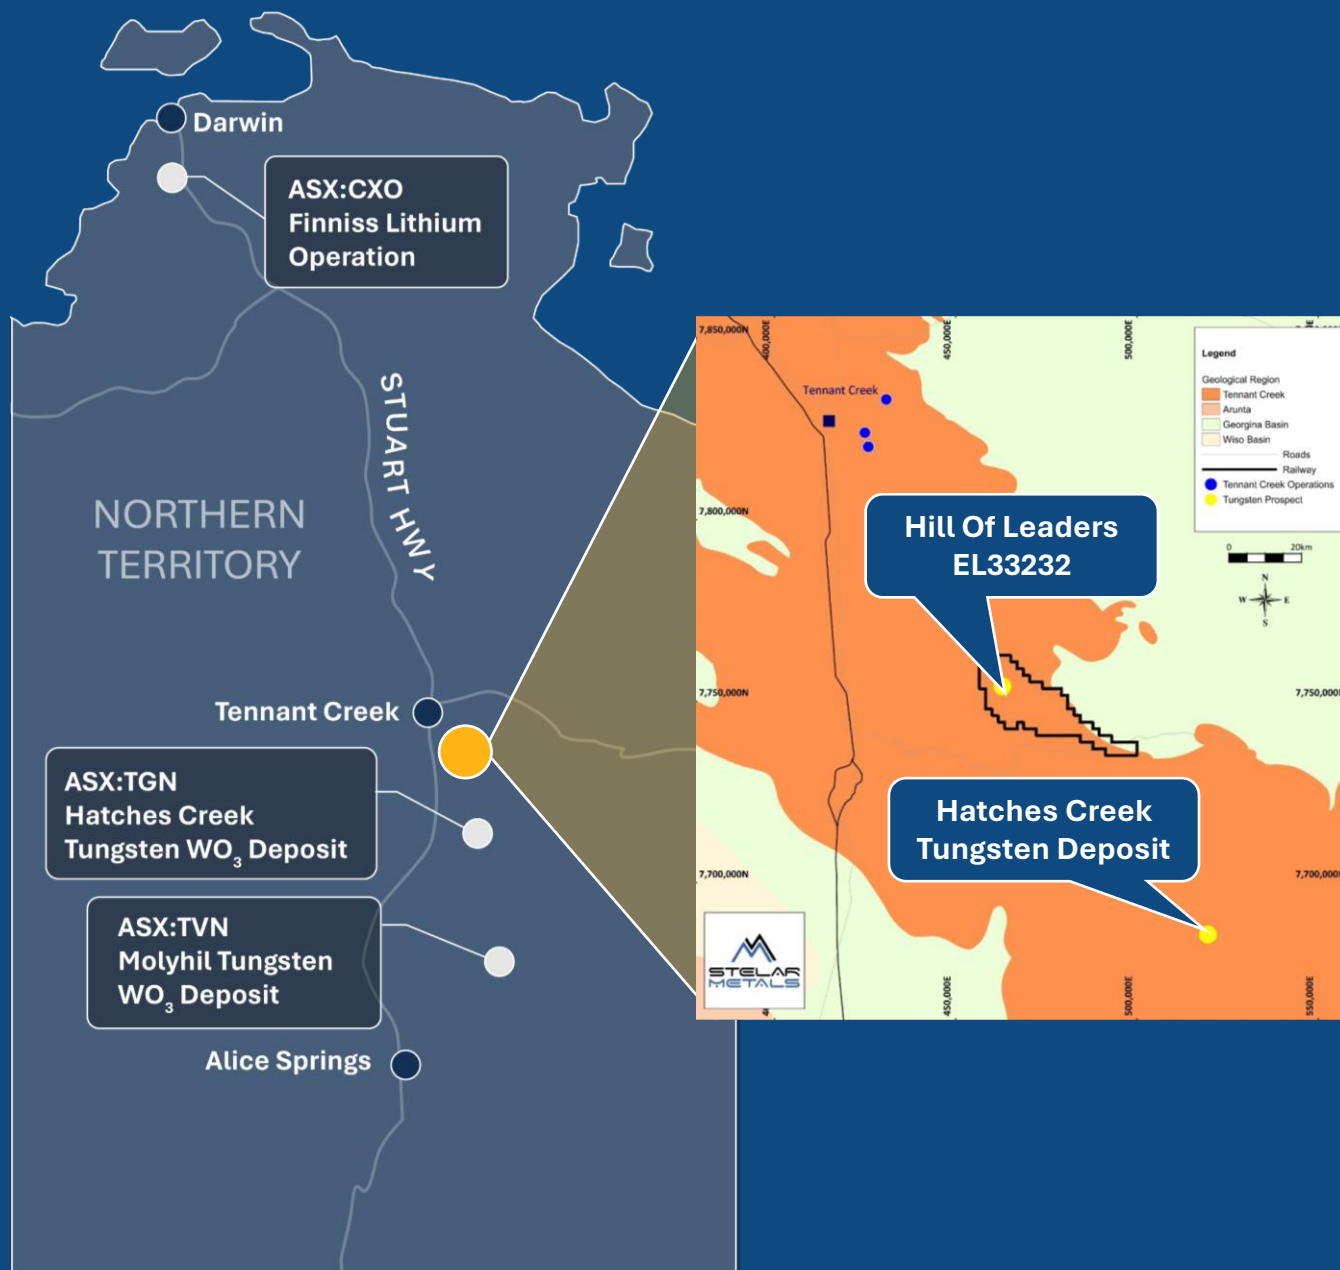 Darwin
ASX:CXO
Finniss Lithium
Operation
STUART HWY
NORTHERN
TERRITORY
Tennant Creek
ASX:TGN
Hatches Creek
Tungsten WO₃ Deposit
ASX:TVN
Molyhil Tungsten
WO₃ Deposit
Alice Springs
7,850,000N
400,000E
450,000E
500,000E
Tennant Creek
Legend
Geological Region
Tennant Creek
Arunta
Georgina Basin
Wiso Basin
Roads
Railway
Tennant Creek Operations
Tungsten Prospect
0 20km
N
W E
S
7,800,000N
Hill Of Leaders
EL33232
7,750,000N
7,750,000N
Hatches Creek
Tungsten Deposit
7,700,000N
7,700,000N
STELAR
METALS
450,000E
500,000E
550,000E